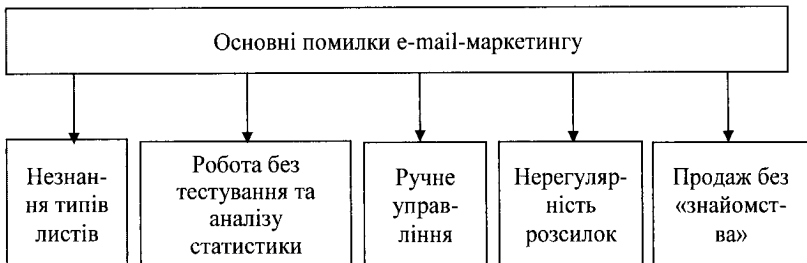 Основні помилки e-mail-маркетингу
Незнан-
ня типів
листів
Робота без
тестування та
аналізу
статистики
Ручне
управ-
ління
Нерегуляр-
ність
розсилок
Продаж без
«знайомст-
ва»